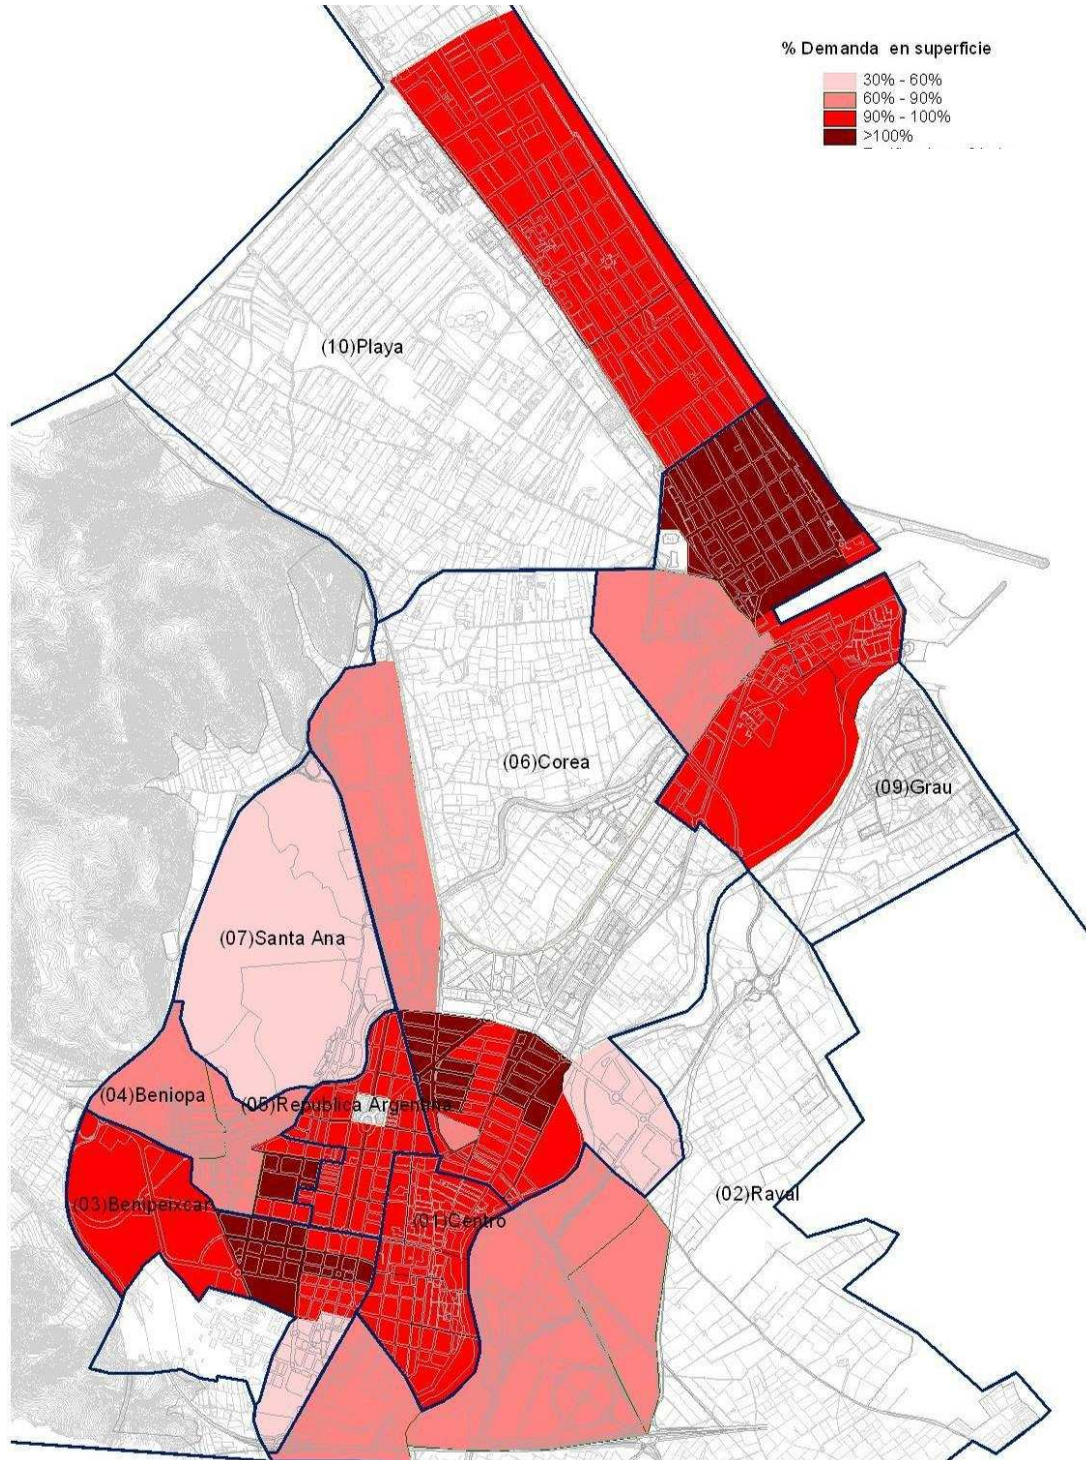 % Demanda en superficie
30% - 60%
60% - 90%
90% - 100%
>100%
(10)Playa
(06)Corea
(09)Grau
(07)Santa Ana
(04)Beniopa
(05)Republica Argentina
(03)Benipeixcar
(01)Centro
(02)Raval